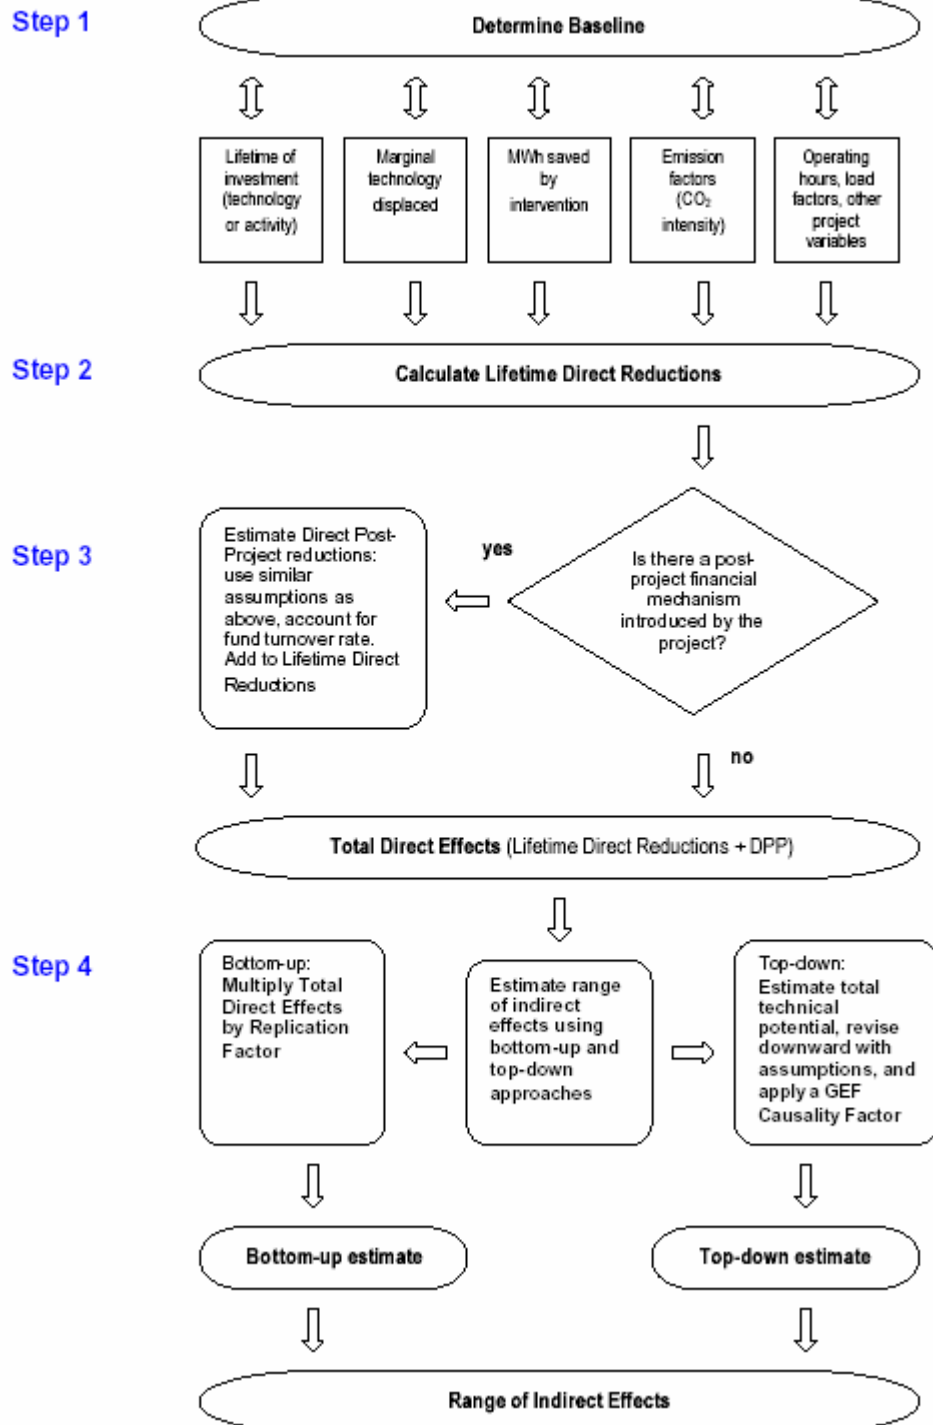 Step 1
Determine Baseline
Lifetime of
investment
(technology
or activity)
Marginal
technology
displaced
MWh saved
by
intervention
Emission
factors
(CO₂
intensity)
Operating
hours, load
factors, other
project
variables
Step 2
Calculate Lifetime Direct Reductions
Step 3
Estimate Direct Post-
Project reductions:
use similar
assumptions as
above, account for
fund turnover rate.
Add to Lifetime Direct
Reductions
yes
Is there a post-
project financial
mechanism
introduced by the
project?
no
Total Direct Effects (Lifetime Direct Reductions + DPP)
Step 4
Bottom-up:
Multiply Total
Direct Effects
by Replication
Factor
Estimate range
of indirect
effects using
bottom-up and
top-down
approaches
Top-down:
Estimate total
technical
potential, revise
downward with
assumptions, and
apply a GEF
Causality Factor
Bottom-up estimate
Top-down estimate
Range of Indirect Effects